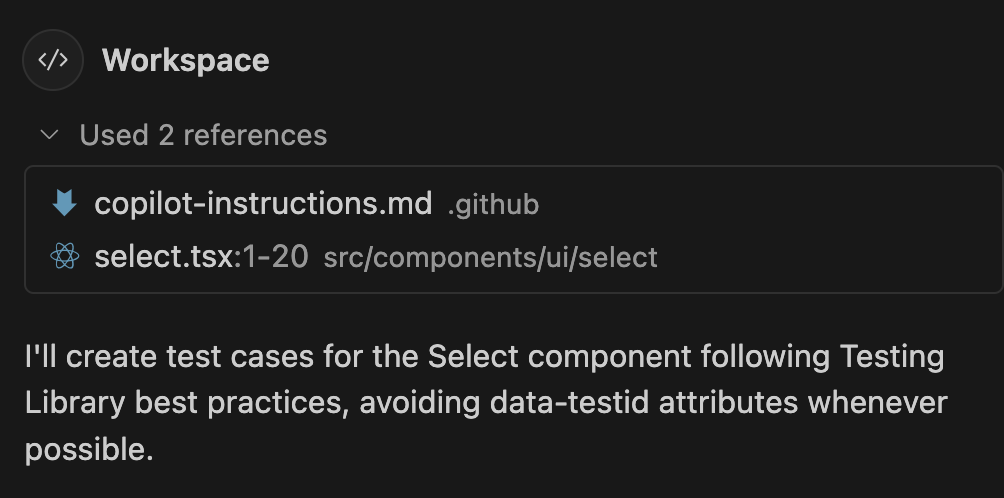 </> Workspace
Used 2 references
copilot-instructions.md .github
select.tsx:1-20 src/components/ui/select
I'll create test cases for the Select component following Testing
Library best practices, avoiding data-testid attributes whenever
possible.